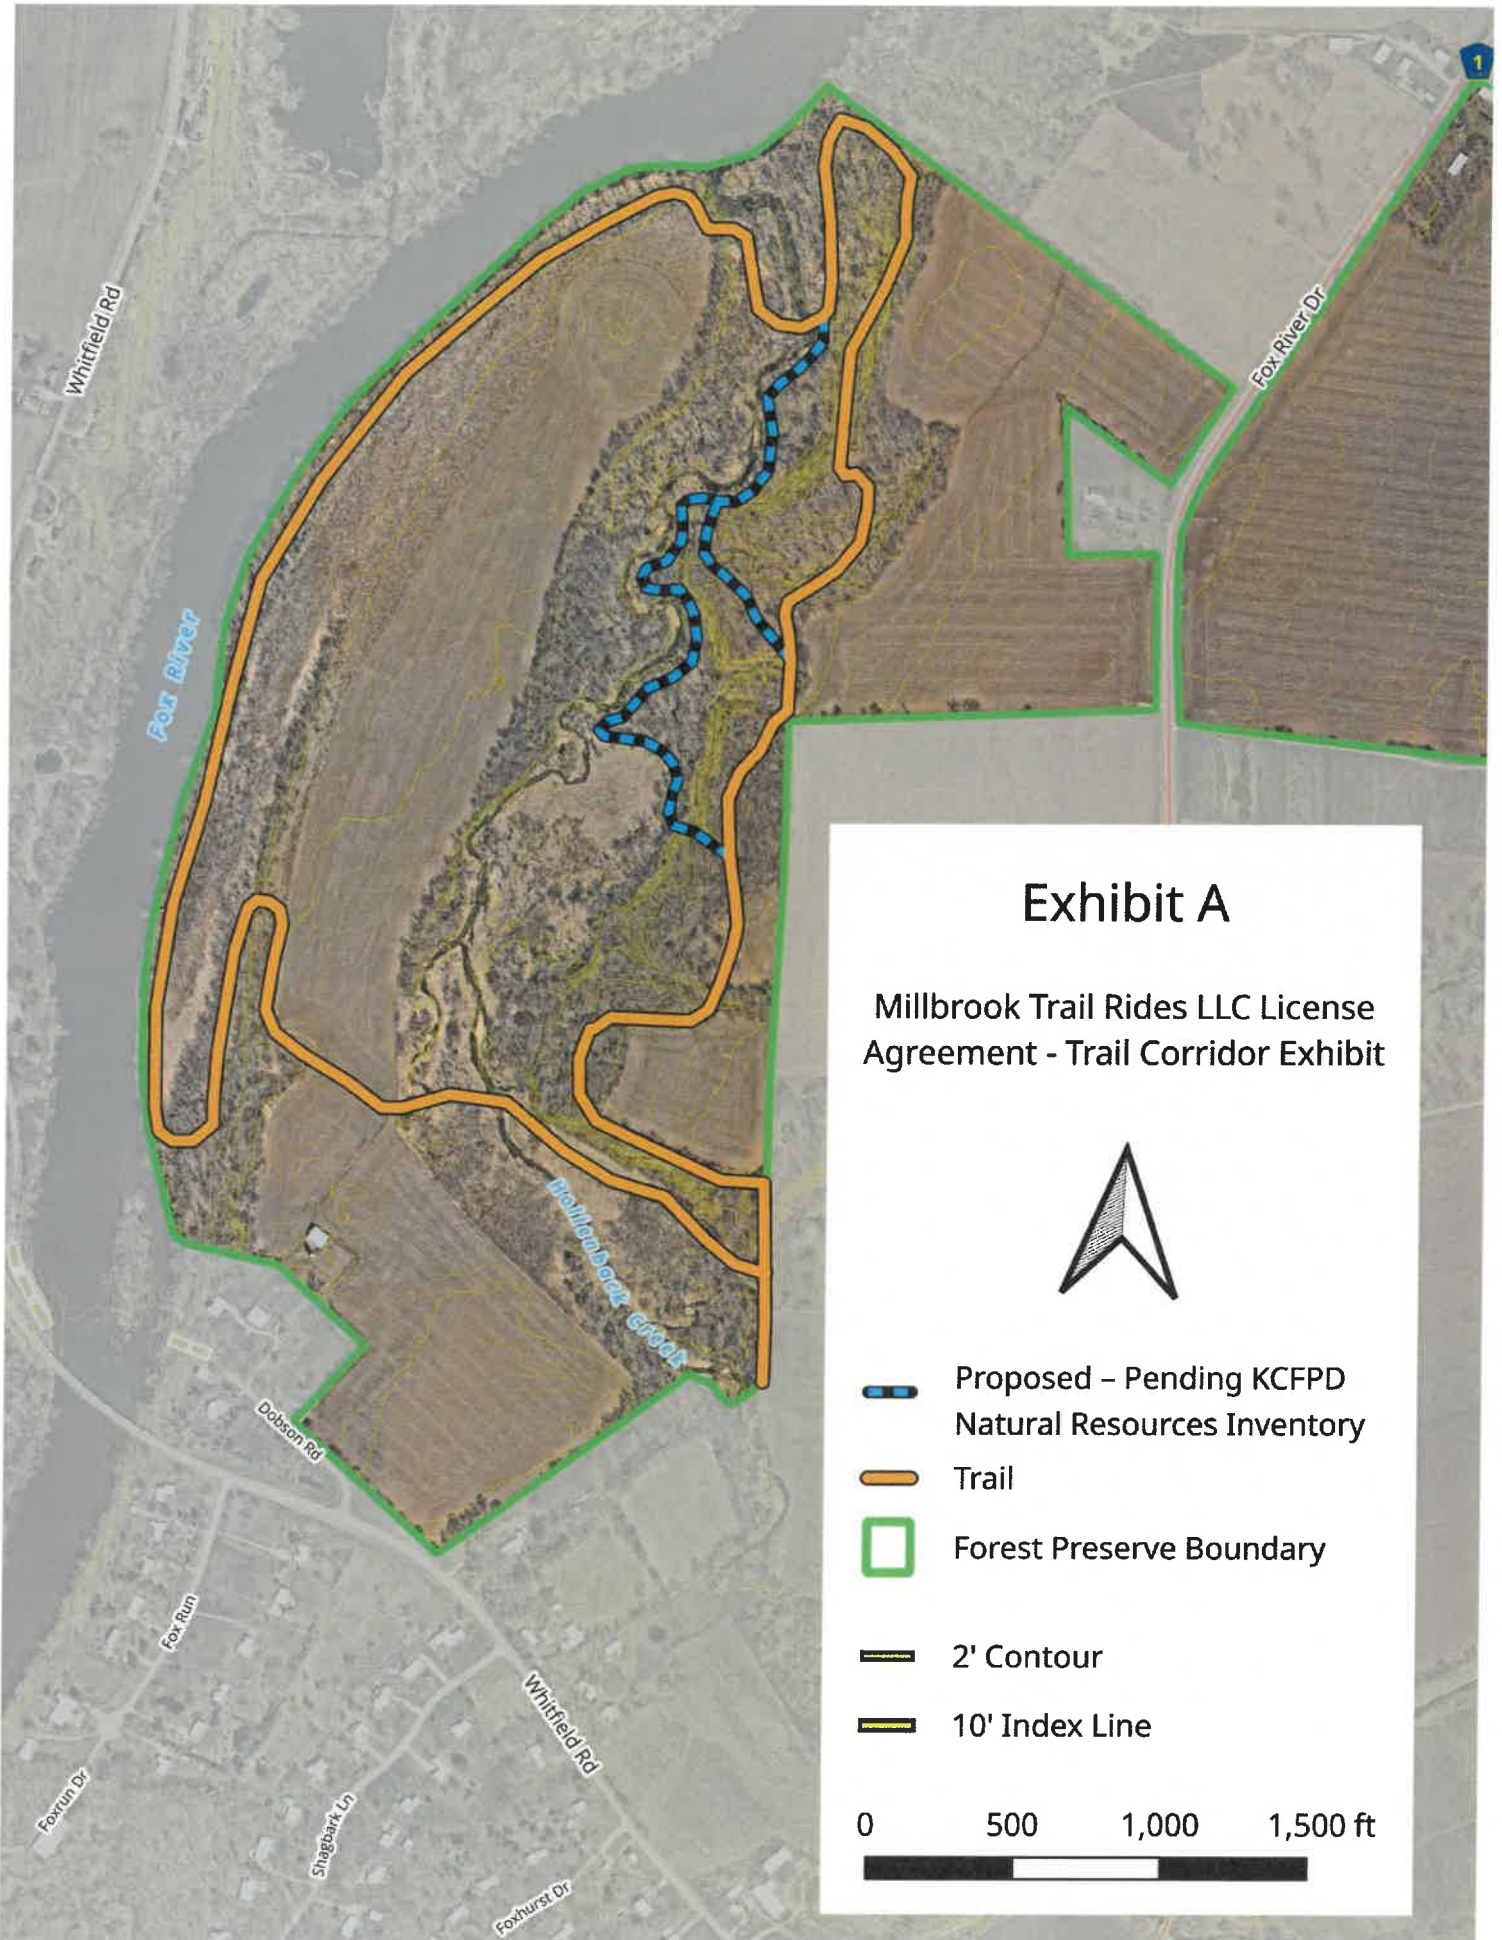 1
Whitfield Rd
Fox River Dr
Fox River
Exhibit A
Millbrook Trail Rides LLC License
Agreement - Trail Corridor Exhibit
Hollenback Creek
Proposed – Pending KCFPD
Natural Resources Inventory
Trail
Forest Preserve Boundary
2' Contour
10' Index Line
0 500 1,000 1,500 ft
Dobson Rd
Fox Run
Whitfield Rd
Foxrun Dr
Shagbark Ln
Foxhurst Dr